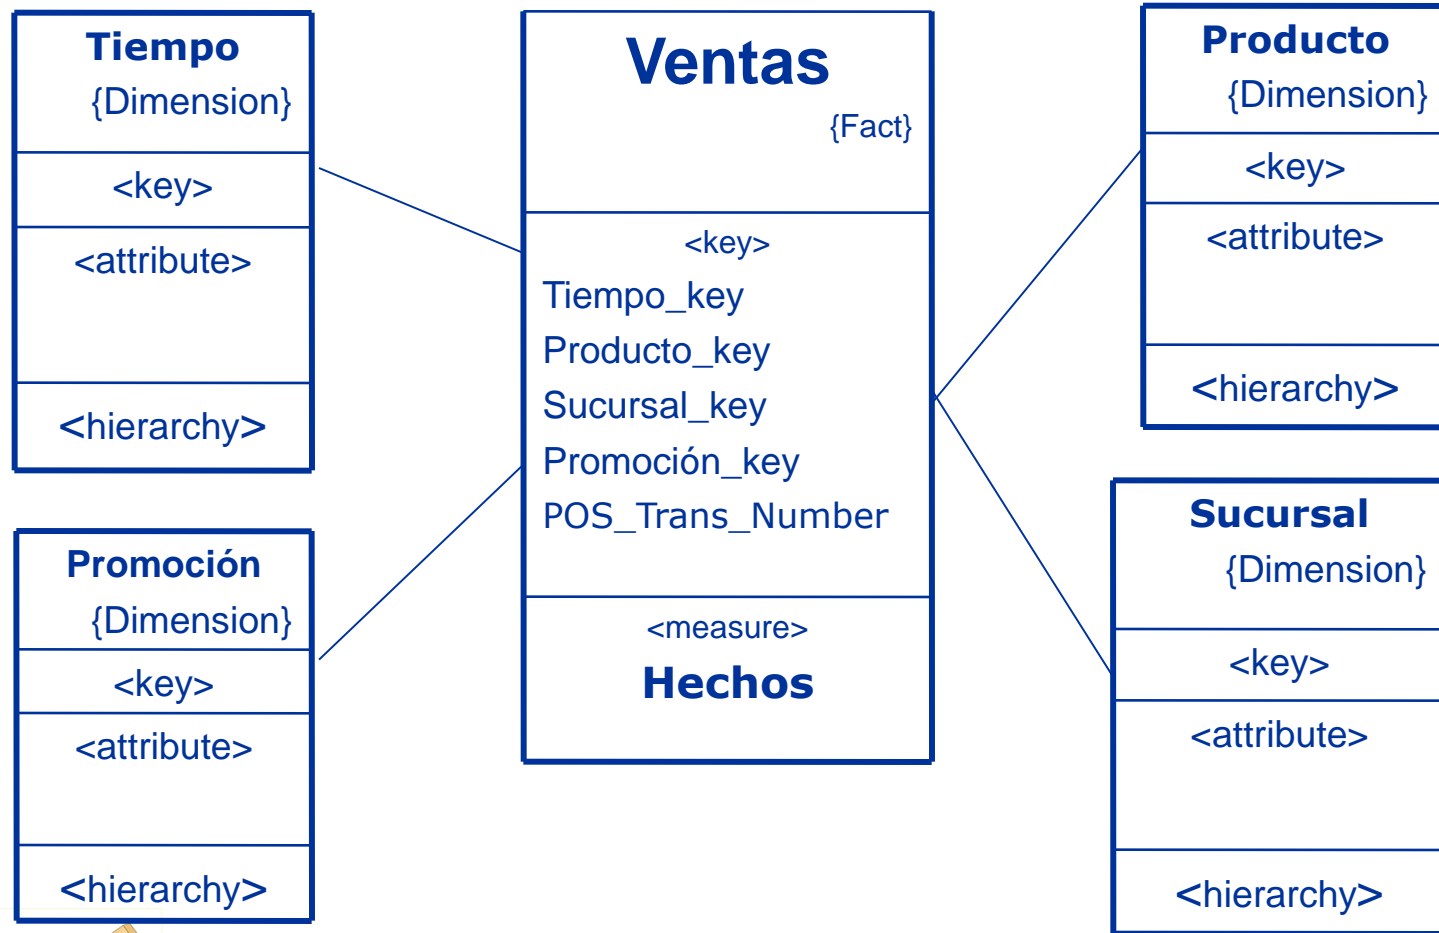 Tiempo
{Dimension}
<key>
<attribute>
<hierarchy>
Promoción
{Dimension}
<key>
<attribute>
<hierarchy>
Ventas
{Fact}
<key>
Tiempo_key
Producto_key
Sucursal_key
Promoción_key
POS_Trans_Number
<measure>
Hechos
Producto
{Dimension}
<key>
<attribute>
<hierarchy>
Sucursal
{Dimension}
<key>
<attribute>
<hierarchy>